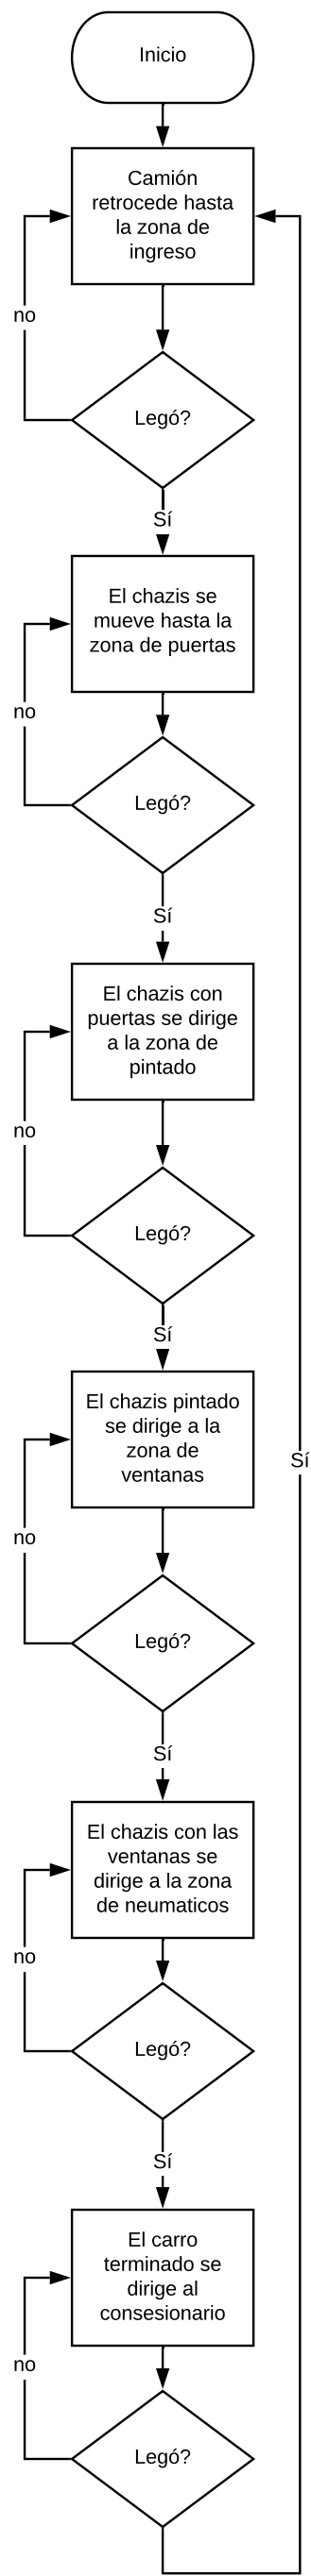 Inicio
Camión
retrocede hasta
la zona de
ingreso
no
Legó?
Sí
El chazis se
mueve hasta la
zona de puertas
no
Legó?
Sí
El chazis con
puertas se dirige
a la zona de
pintado
no
Legó?
Sí
El chazis pintado
se dirige a la
zona de
ventanas
Sí
no
Legó?
Sí
El chazis con las
ventanas se
dirige a la zona
de neumaticos
no
Legó?
Sí
El carro
terminado se
dirige al
consesionario
no
Legó?